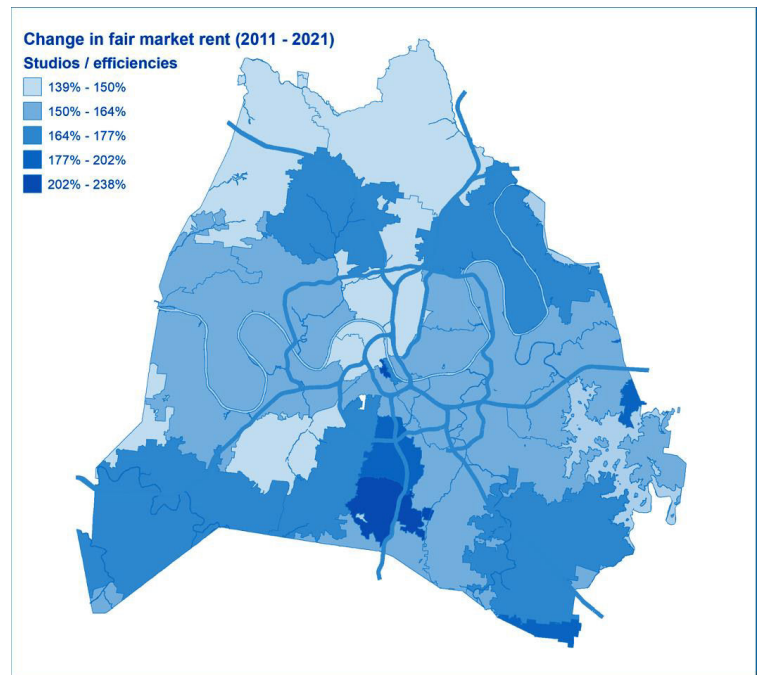 Change in fair market rent (2011 - 2021)
Studios / efficiencies
139% - 150%
150% - 164%
164% - 177%
177% - 202%
202% - 238%